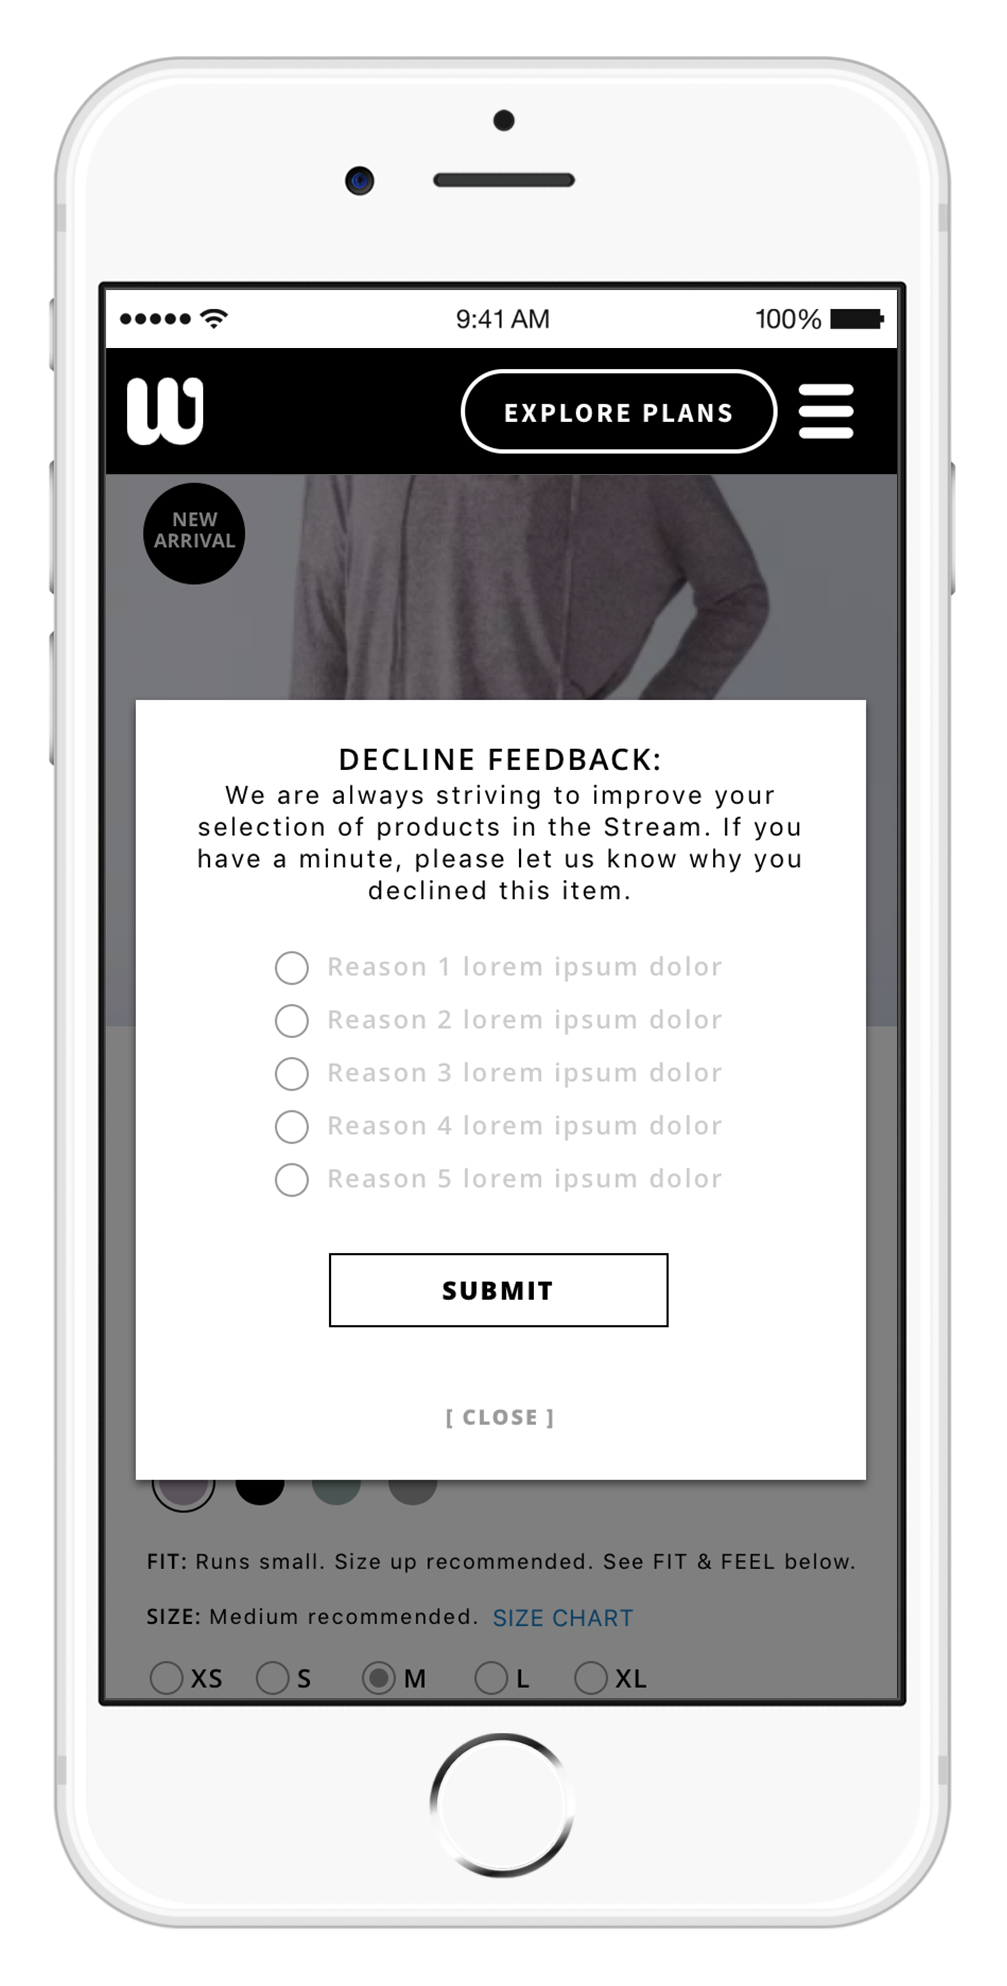 9:41 AM
100%
W
EXPLORE PLANS
NEW
ARRIVAL
DECLINE FEEDBACK:
We are always striving to improve your
selection of products in the Stream. If you
have a minute, please let us know why you
declined this item.
Reason 1 lorem ipsum dolor
Reason 2 lorem ipsum dolor
Reason 3 lorem ipsum dolor
Reason 4 lorem ipsum dolor
Reason 5 lorem ipsum dolor
SUBMIT
[ CLOSE ]
FIT: Runs small. Size up recommended. See FIT & FEEL below.
SIZE: Medium recommended. SIZE CHART
XS S M L XL